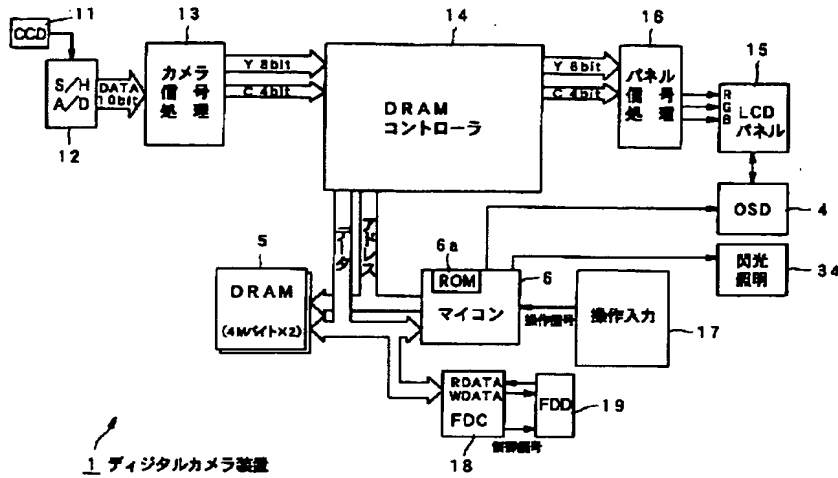 11
13
14
16
15
CCD
S/H
A/D
DATA
10bit
12
カメラ
信号
処理
Y 8bit
C 4bit
DRAM
コントローラ
Y 6bit
C 4bit
パネル
信号
処理
R
G
B
LCD
パネル
OSD
4
データ
アドレス
5
DRAM
(4Mバイト×2)
6a
ROM
6
マイコン
閃光
照明
34
操作信号
操作入力
17
RDATA
WDATA
FDC
18
FDD
19
制御信号
1 ディジタルカメラ装置